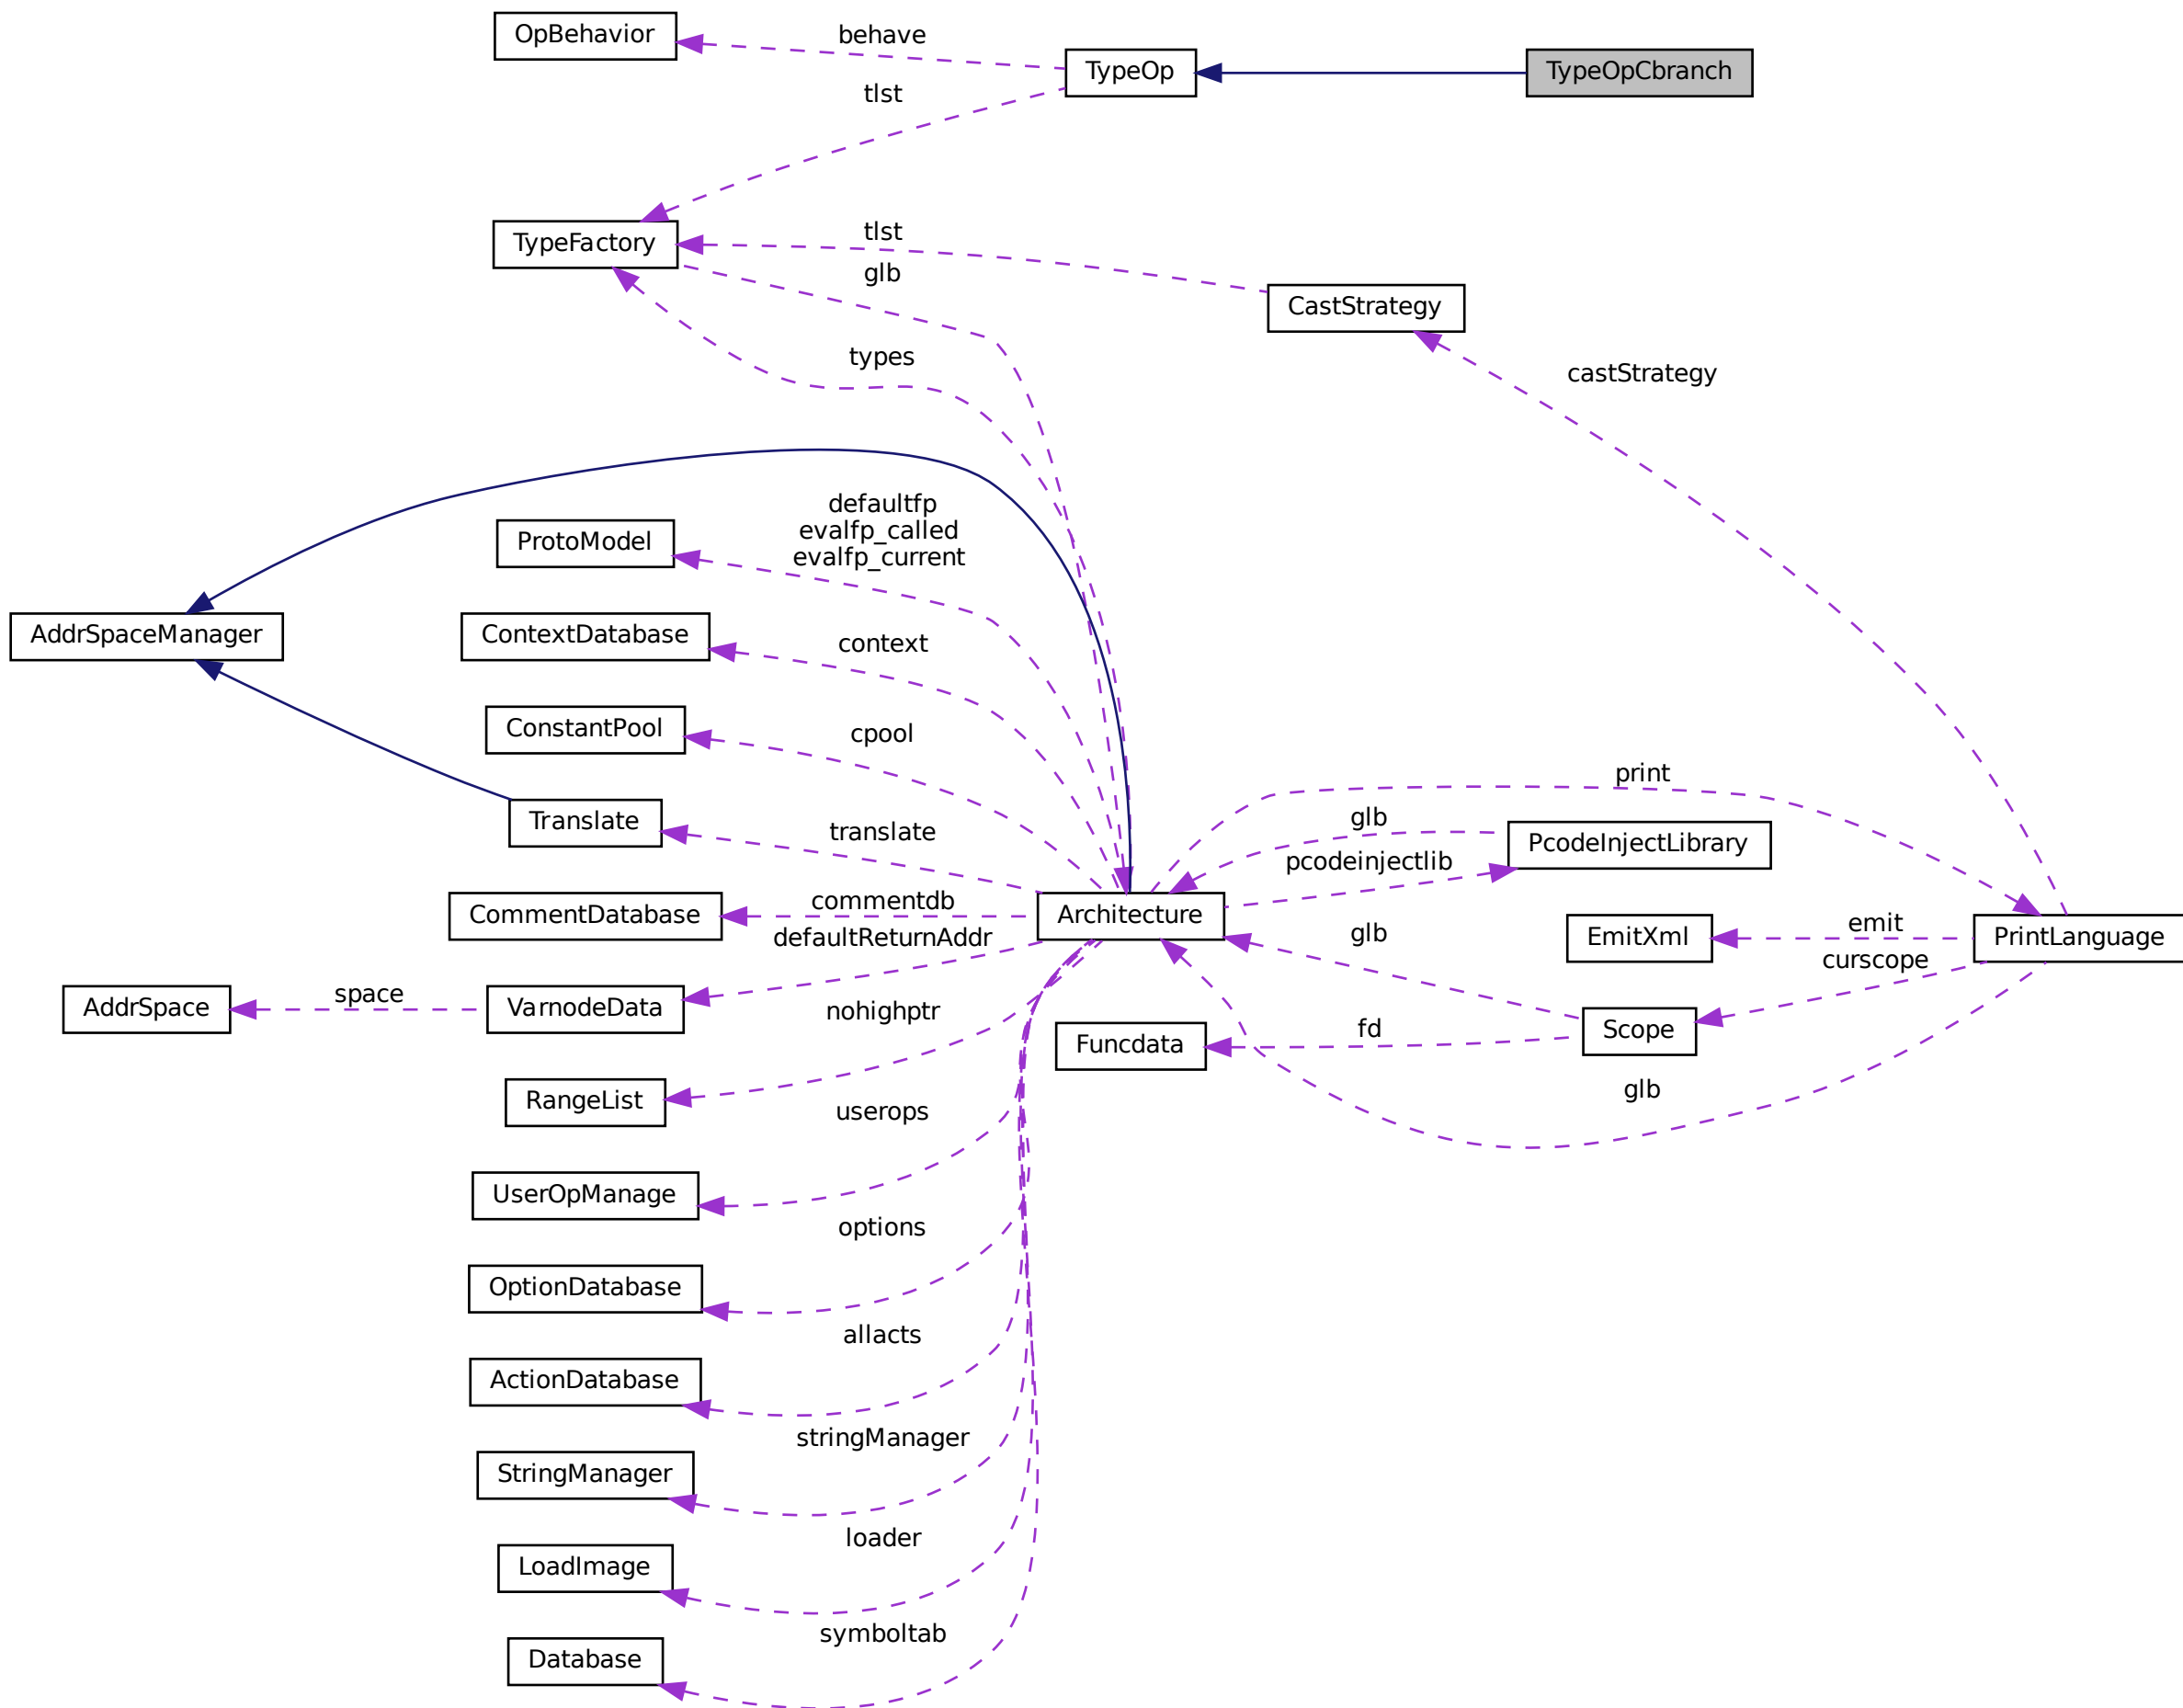 OpBehavior
behave
TypeOp
TypeOpCbranch
tlst
TypeFactory
tlst
glb
CastStrategy
types
castStrategy
defaultfp
evalfp_called
evalfp_current
ProtoModel
AddrSpaceManager
ContextDatabase
context
ConstantPool
cpool
print
Translate
translate
glb
PcodeInjectLibrary
pcodeinjectlib
CommentDatabase
commentdb
Architecture
defaultReturnAddr
glb
EmitXml
emit
PrintLanguage
curscope
AddrSpace
space
VarnodeData
nohighptr
Funcdata
fd
Scope
RangeList
userops
glb
UserOpManage
options
OptionDatabase
allacts
ActionDatabase
stringManager
StringManager
loader
LoadImage
symboltab
Database